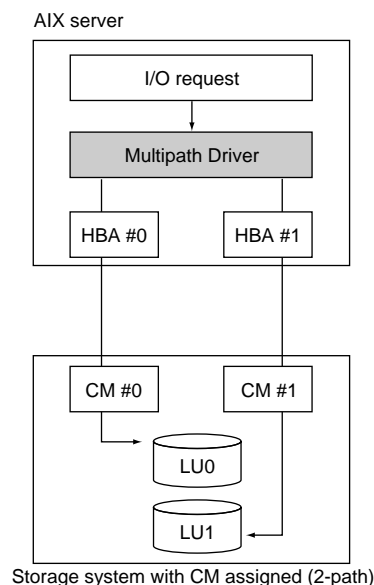 AIX server
I/O request
Multipath Driver
HBA #0
HBA #1
CM #0
CM #1
LU0
LU1
Storage system with CM assigned (2-path)